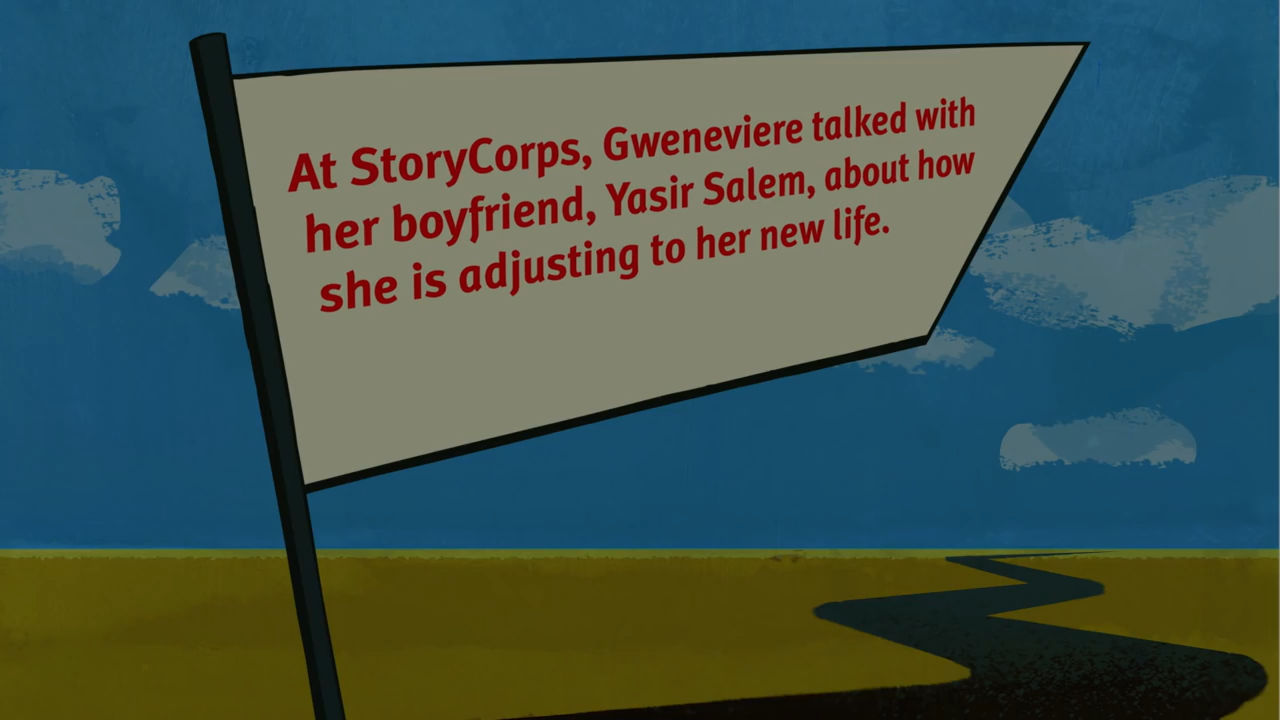 At StoryCorps, Gweneviere talked with
her boyfriend, Yasir Salem, about how
she is adjusting to her new life.